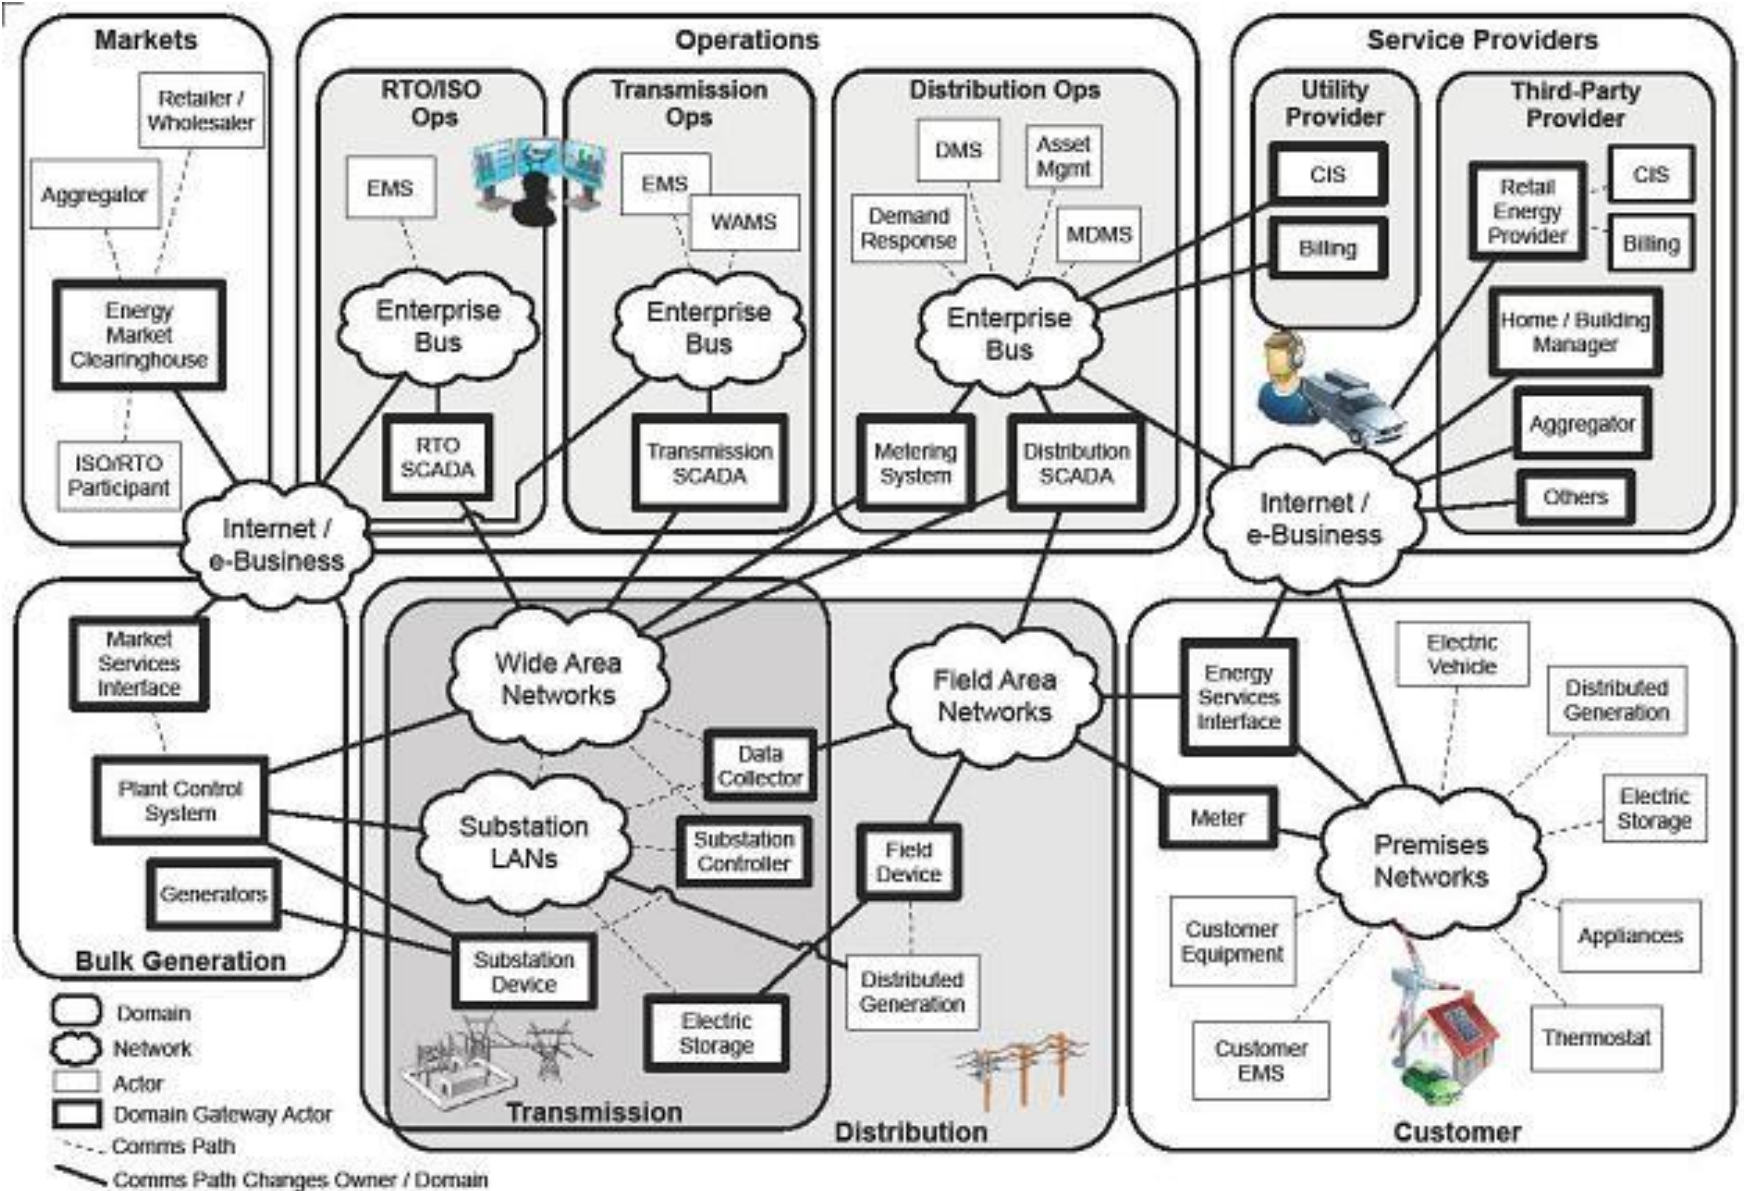 Markets
Retailer /
Wholesaler
Aggregator
Energy
Market
Clearinghouse
ISO/RTO
Participant
Operations
RTO/ISO
Ops
EMS
Enterprise
Bus
RTO
SCADA
Transmission
Ops
EMS
WAMS
Enterprise
Bus
Transmission
SCADA
Distribution Ops
DMS
Asset
Mgmt
Demand
Response
MDMS
Enterprise
Bus
Metering
System
Distribution
SCADA
Service Providers
Utility
Provider
CIS
Billing
Third-Party
Provider
Retail
Energy
Provider
CIS
Billing
Home / Building
Manager
Aggregator
Others
Internet /
e-Business
Internet /
e-Business
Market
Services
Interface
Plant Control
System
Generators
Bulk Generation
Wide Area
Networks
Substation
LANs
Data
Collector
Substation
Controller
Substation
Device
Electric
Storage
Transmission
Field Area
Networks
Field
Device
Distributed
Generation
Distribution
Energy
Services
Interface
Meter
Electric
Vehicle
Distributed
Generation
Electric
Storage
Premises
Networks
Customer
Equipment
Appliances
Customer
EMS
Thermostat
Customer
Domain
Network
Actor
Domain Gateway Actor
Comms Path
Comms Path Changes Owner / Domain